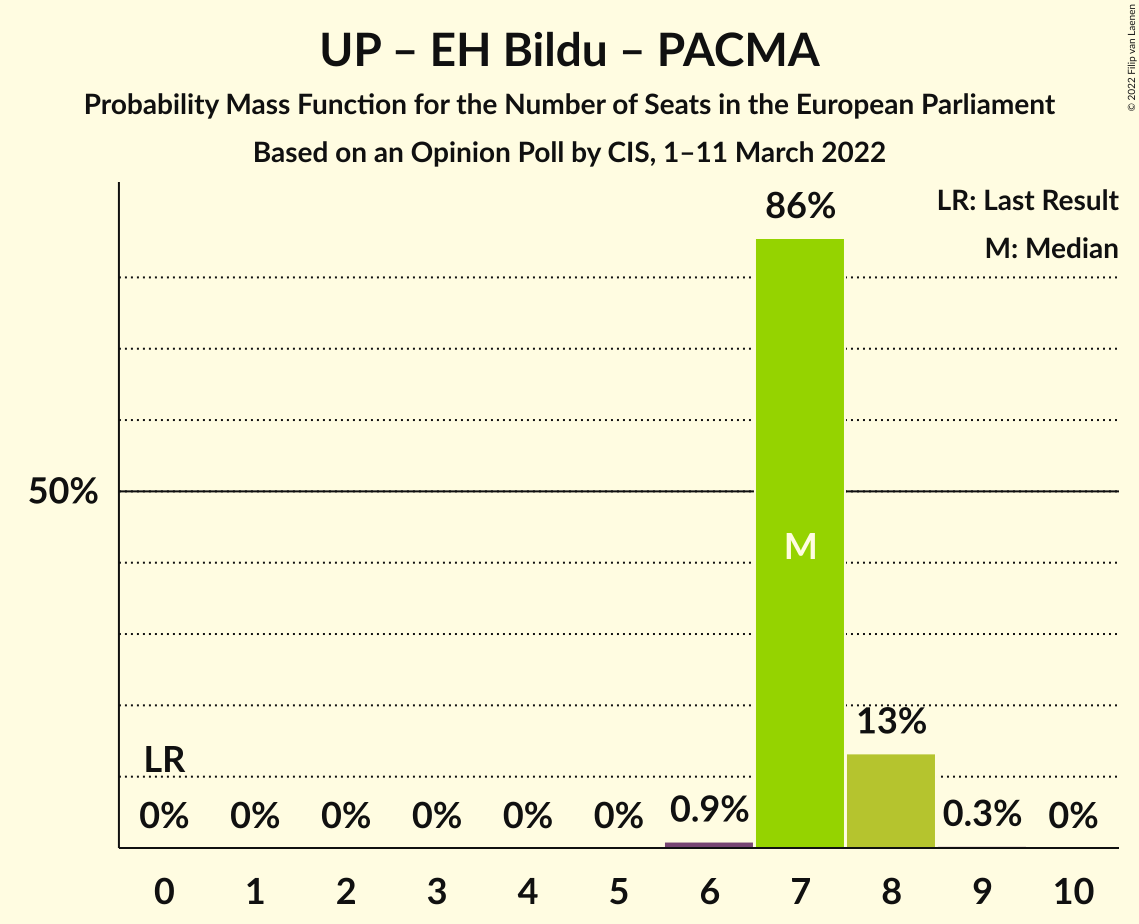 UP – EH Bildu – PACMA
Probability Mass Function for the Number of Seats in the European Parliament
Based on an Opinion Poll by CIS, 1–11 March 2022
© 2022 Filip van Laenen
LR: Last Result
M: Median
86%
50%
M
13%
LR
0% 0% 0% 0% 0% 0% 0.9% 0.3% 0%
0 1 2 3 4 5 6 7 8 9 10